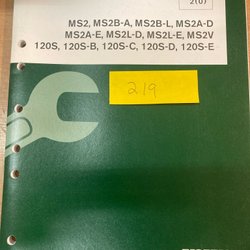 2(0)
MS2, MS2B-A, MS2B-L, MS2A-D
MS2A-E, MS2L-D, MS2L-E, MS2V
120S, 120S-B, 120S-C, 120S-D, 120S-E
219